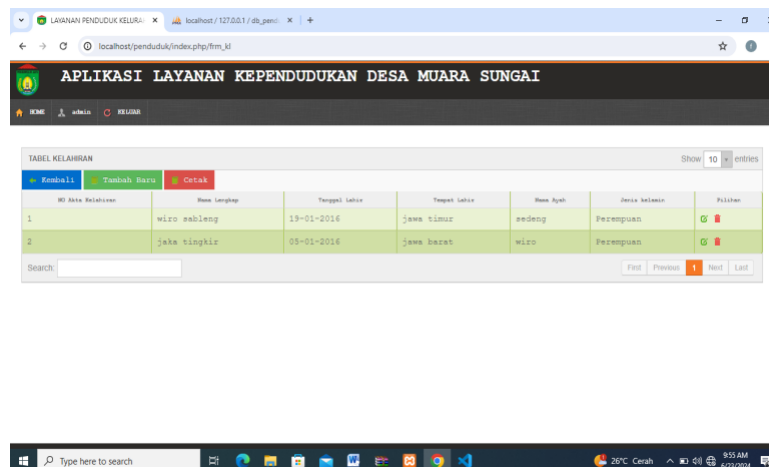 LAYANAN PENDUDUK KELURA
localhost / 127.0.0.1 / db_pend
localhost/penduduk/index.php/frm_kl
APLIKASI LAYANAN KEPENDUDUKAN DESA MUARA SUNGAI
HOME admin KELUAR
TABEL KELAHIRAN Show 10 entries
Kembali Tambah Baru Cetak
NO Akta Kelahiran Nama Lengkap Tanggal Lahir Tempat Lahir Nama Ayah Jenis kelamin Pilihan
1 wiro sableng 19-01-2016 jawa timur sedeng Perempuan
2 jaka tingkir 05-01-2016 jawa barat wiro Perempuan
Search: First Previous 1 Next Last
Type here to search 26°C Cerah 9:55 AM
6/23/2024